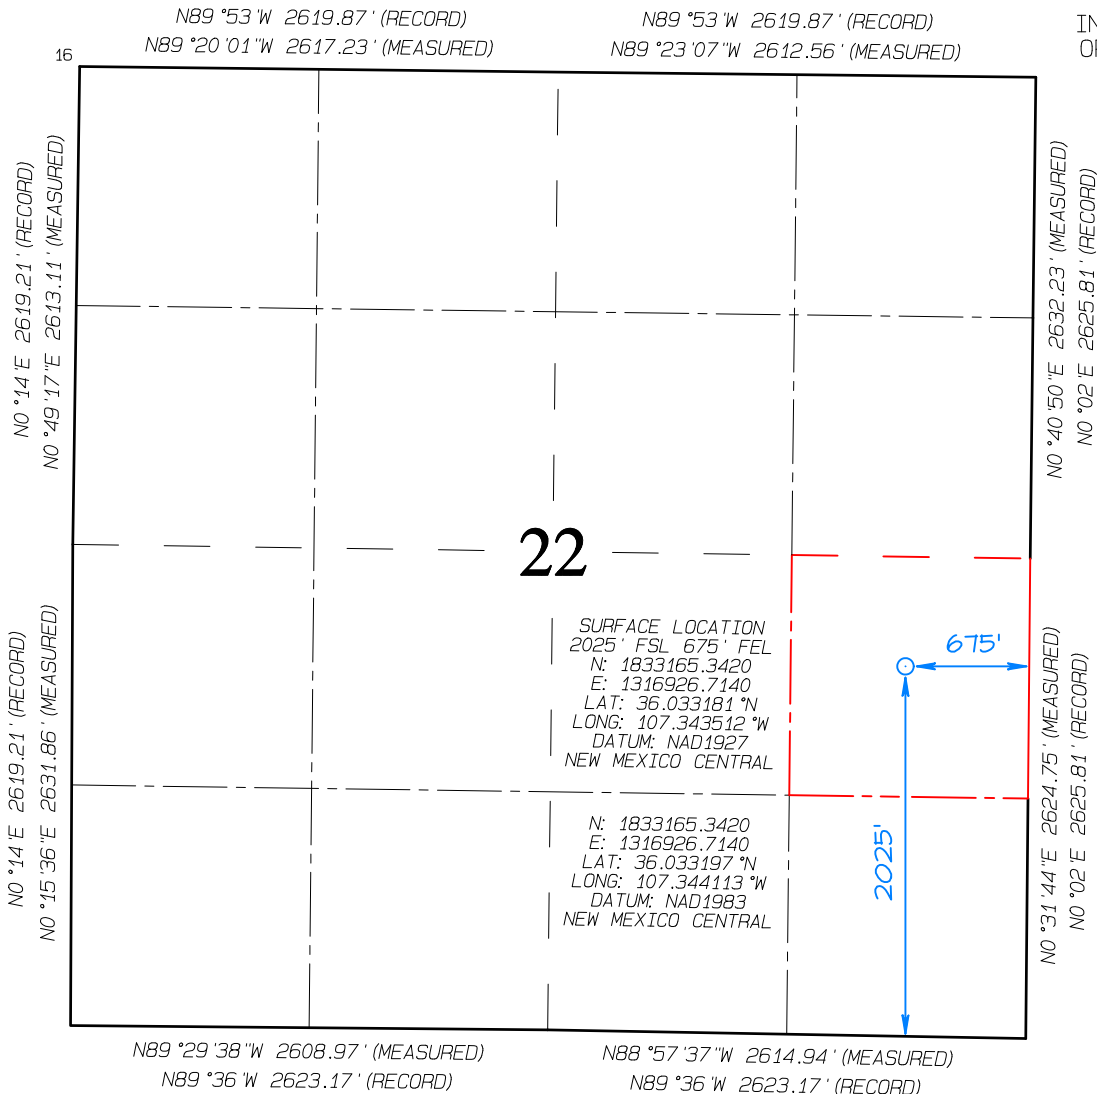 N89°53'W 2619.87' (RECORD)
N89°20'01"W 2617.23' (MEASURED)
N89°53'W 2619.87' (RECORD)
N89°23'07"W 2612.56' (MEASURED)
16
N0°14'E 2619.21' (RECORD)
N0°49'17"E 2613.11' (MEASURED)
N0°40'50"E 2632.23' (MEASURED)
N0°02'E 2625.81' (RECORD)
22
SURFACE LOCATION
2025' FSL 675' FEL
N: 1833165.3420
E: 1316926.7140
LAT: 36.033181°N
LONG: 107.343512°W
DATUM: NAD1927
NEW MEXICO CENTRAL
675'
N0°14'E 2619.21' (RECORD)
N0°15'36"E 2631.86' (MEASURED)
N0°31'44"E 2624.75' (MEASURED)
N0°02'E 2625.81' (RECORD)
N: 1833165.3420
E: 1316926.7140
LAT: 36.033197°N
LONG: 107.344113°W
DATUM: NAD1983
NEW MEXICO CENTRAL
2025'
N89°29'38"W 2608.97' (MEASURED)
N89°36'W 2623.17' (RECORD)
N88°57'37"W 2614.94' (MEASURED)
N89°36'W 2623.17' (RECORD)